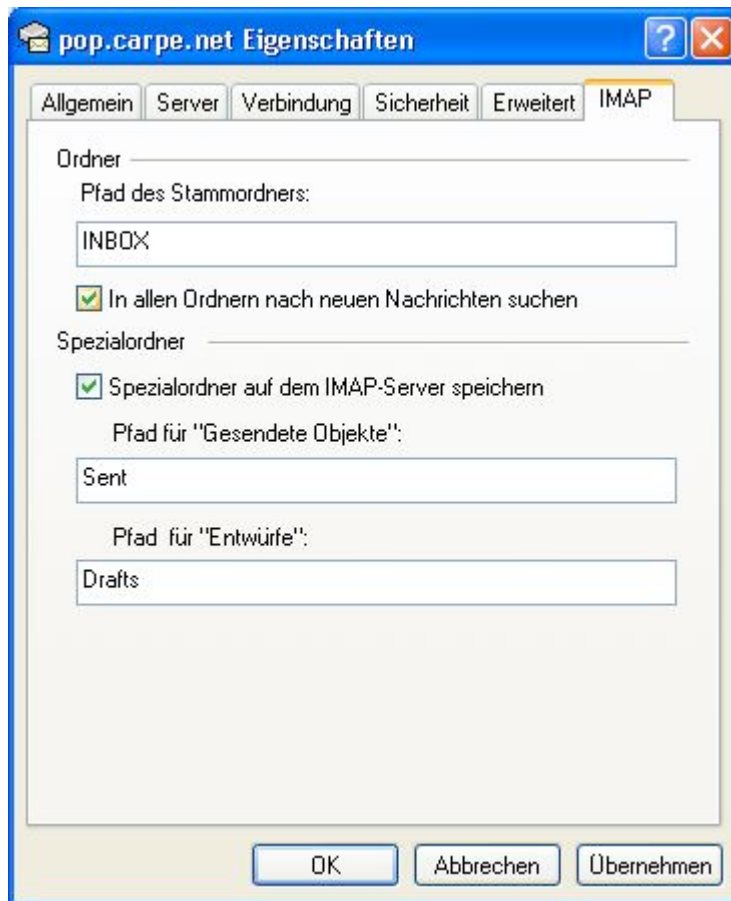 pop.carpe.net Eigenschaften
?
Allgemein Server Verbindung Sicherheit Erweitert IMAP
Ordner
Pfad des Stammordners:
INBOX
In allen Ordnern nach neuen Nachrichten suchen
Spezialordner
Spezialordner auf dem IMAP-Server speichern
Pfad für "Gesendete Objekte":
Sent
Pfad für "Entwürfe":
Drafts
OK Abbrechen Übernehmen